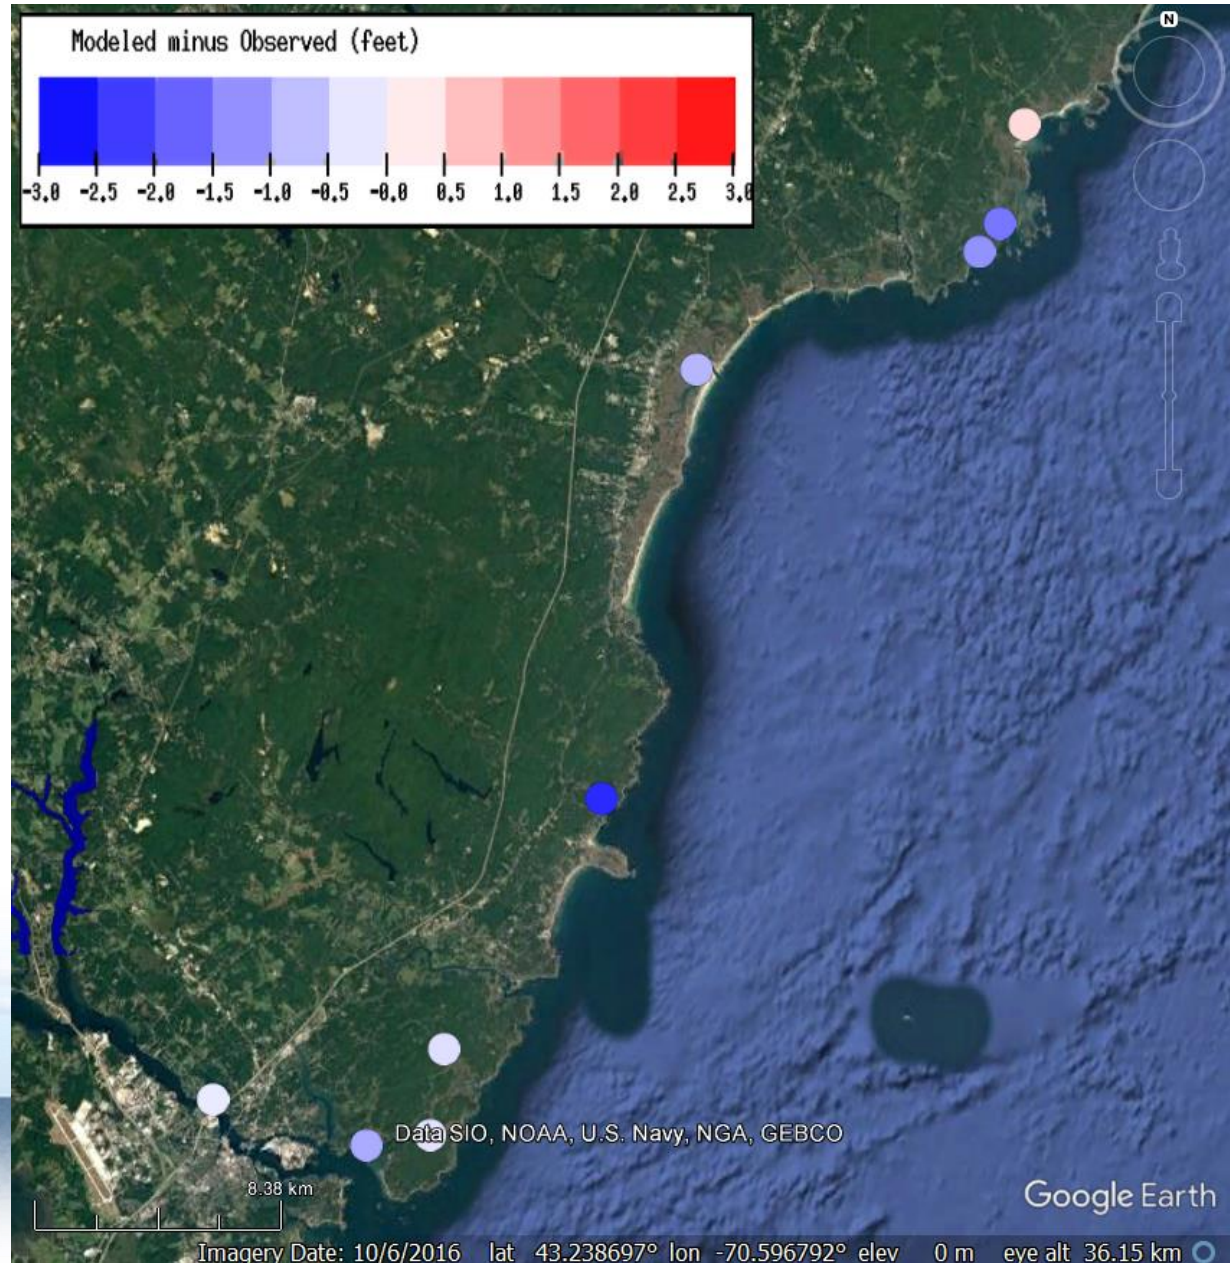 Modeled minus Observed (feet)
-3.0 -2.5 -2.0 -1.5 -1.0 -0.5 -0.0 0.5 1.0 1.5 2.0 2.5 3.0
N
Data SIO, NOAA, U.S. Navy, NGA, GEBCO
8.38 km
Google Earth
Imagery Date: 10/6/2016 lat 43.238697° lon -70.596792° elev 0 m eye alt 36.15 km